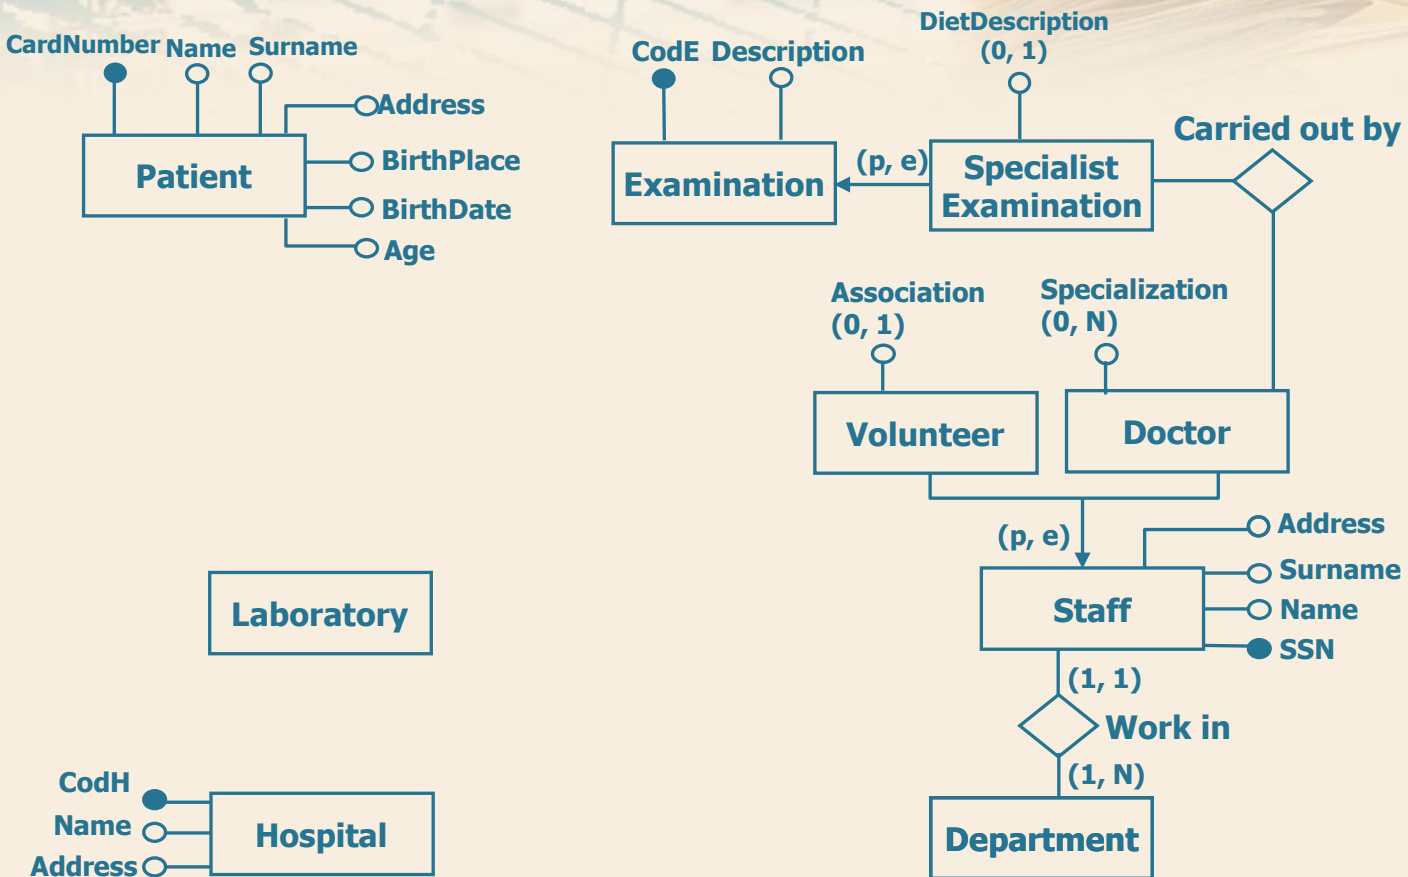 DietDescription
(0, 1)
CardNumber Name Surname
CodE Description
Address
Carried out by
BirthPlace
Patient
Examination
(p, e)
Specialist
Examination
BirthDate
Age
Association
(0, 1)
Specialization
(0, N)
Volunteer
Doctor
(p, e)
Address
Surname
Laboratory
Staff
Name
SSN
(1, 1)
Work in
(1, N)
CodH
Name
Hospital
Department
Address